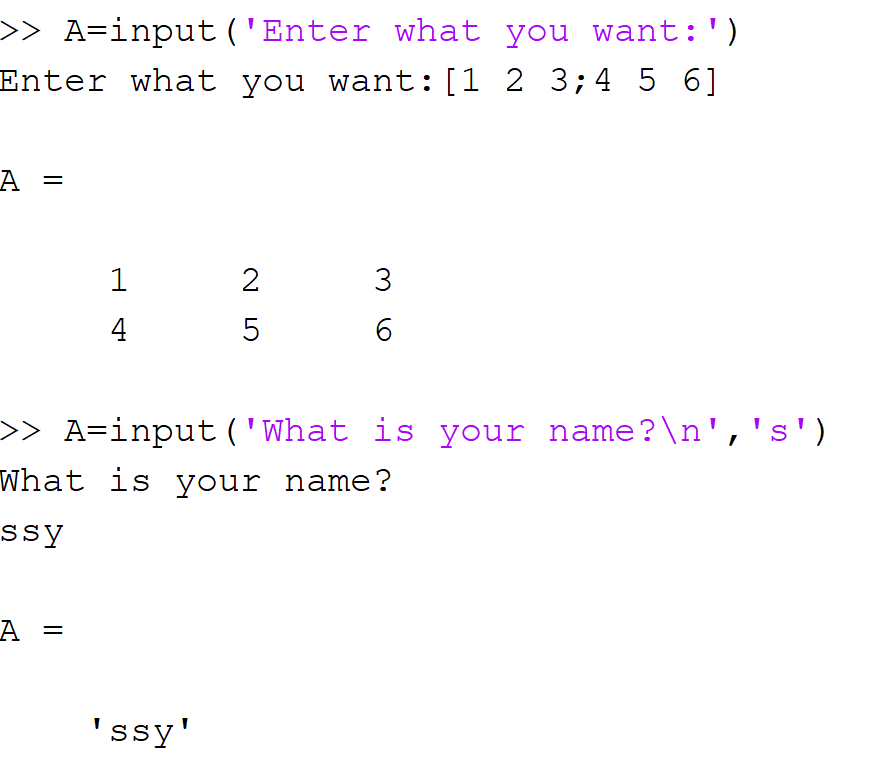 >> A=input('Enter what you want:')
Enter what you want:[1 2 3;4 5 6]
A =
1 2 3
4 5 6
>> A=input('What is your name?\n','s')
What is your name?
ssy
A =
'ssy'